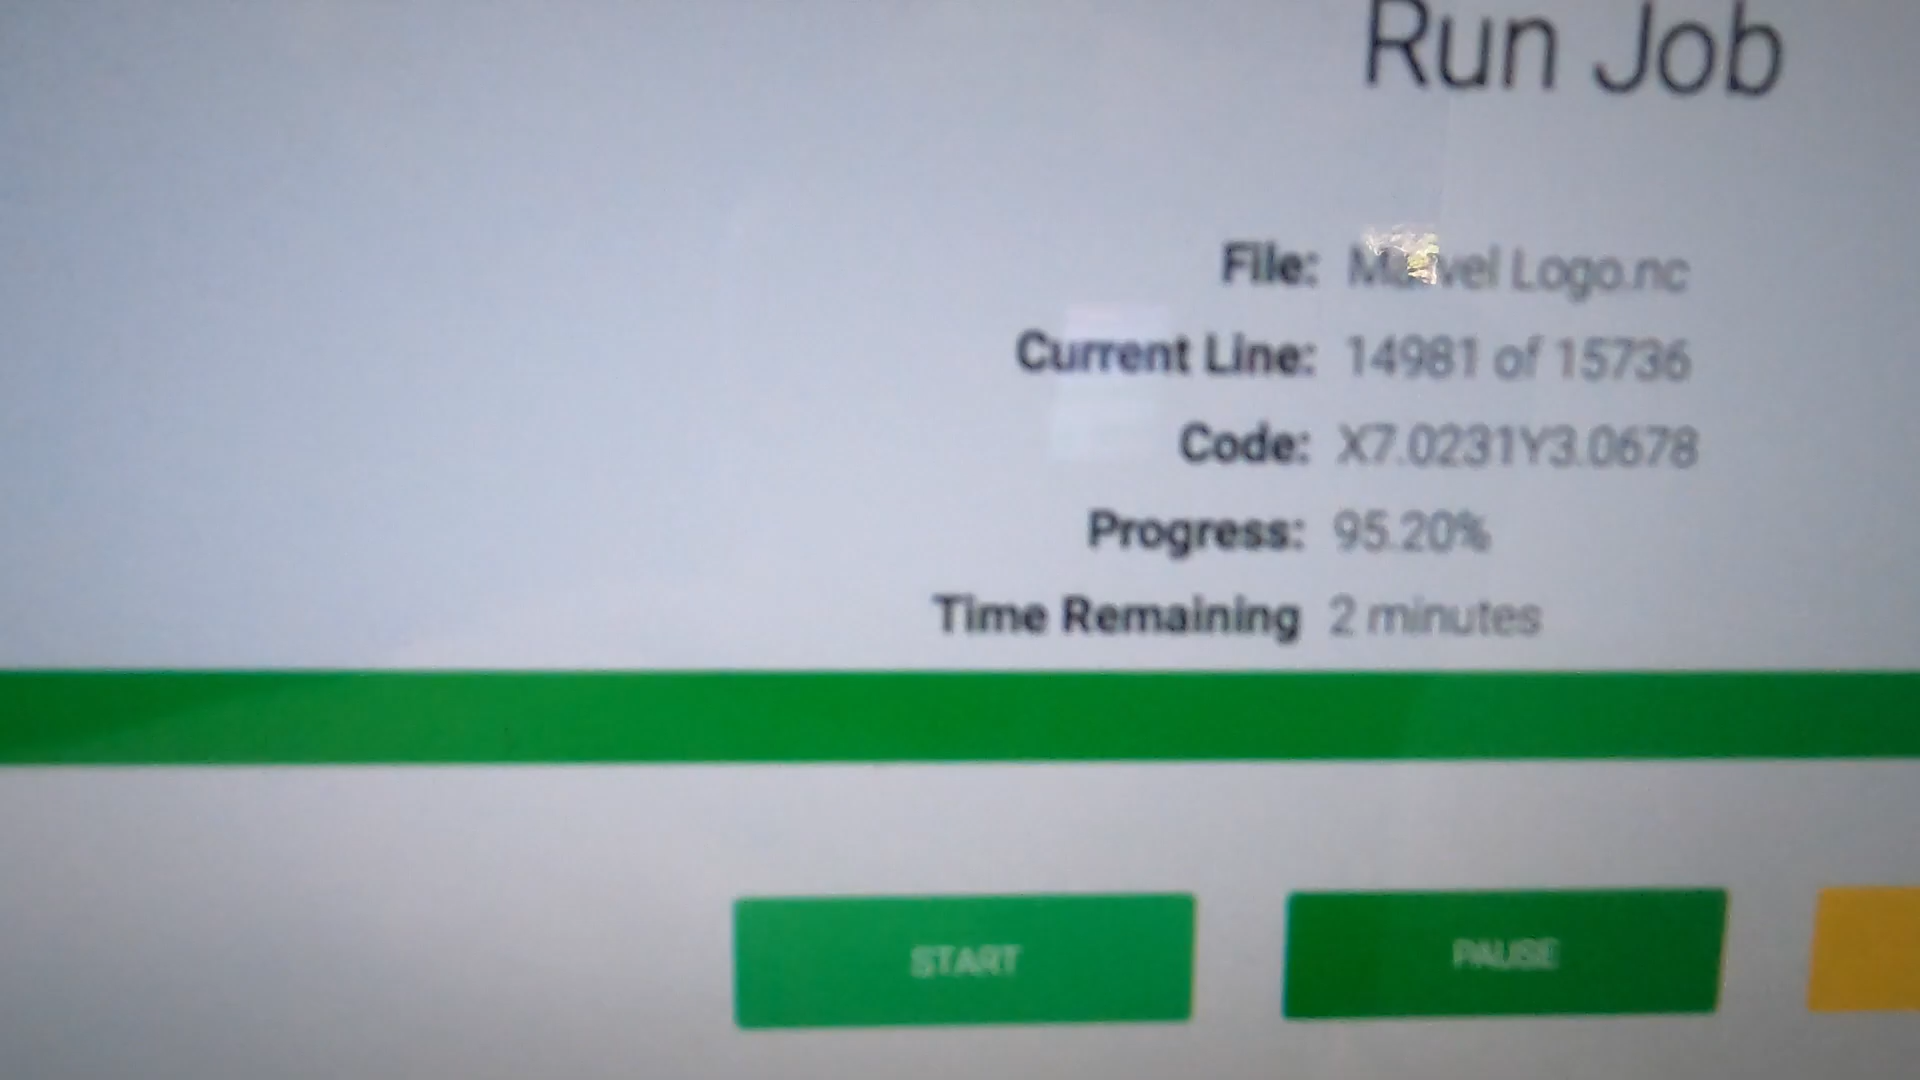 Run Job
File: Marvel Logo.nc
Current Line: 14981 of 15736
Code: X7.0231Y3.0678
Progress: 95.20%
Time Remaining 2 minutes
START PAUSE